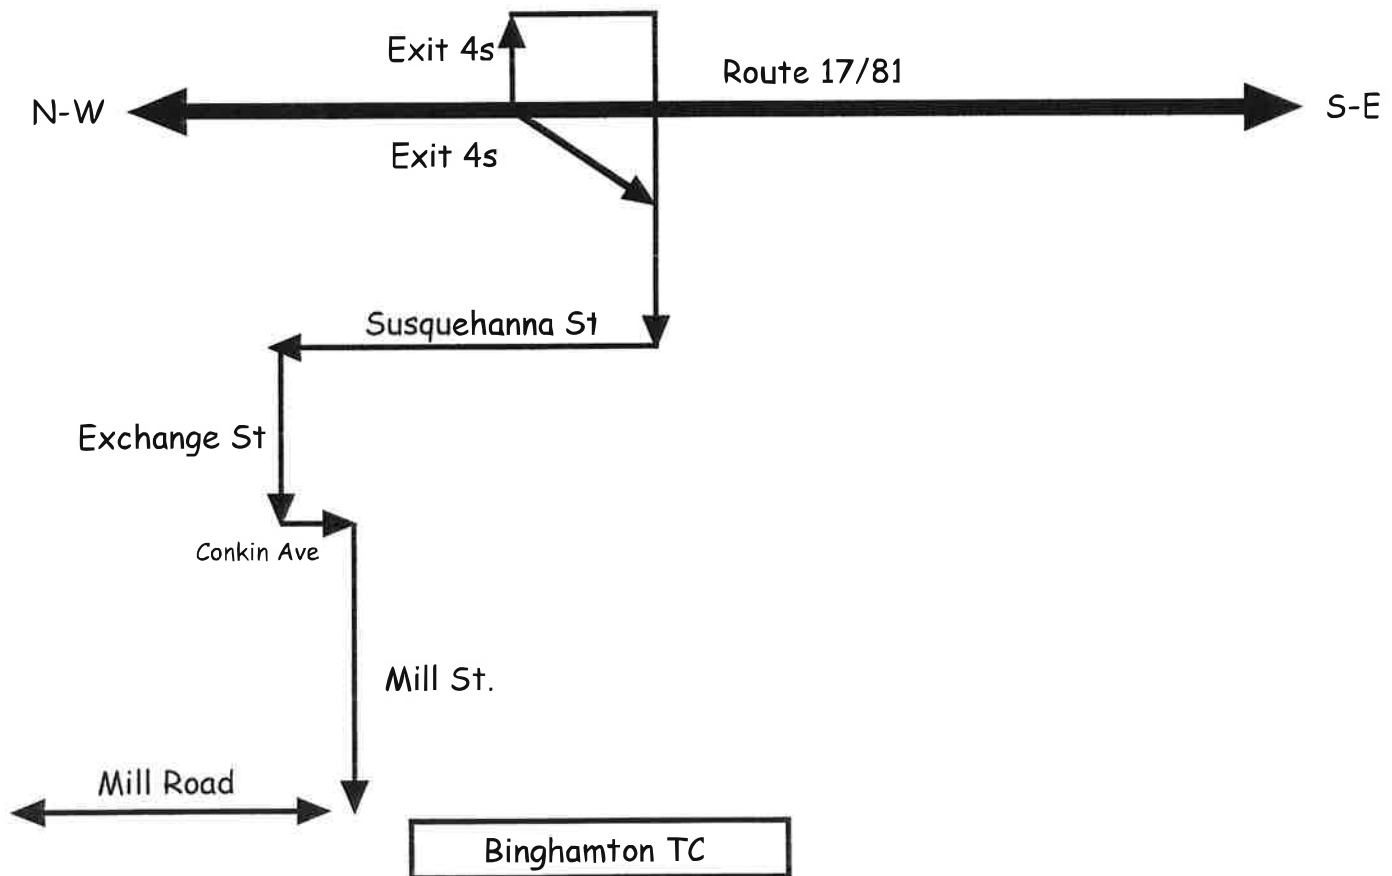 Exit 4s
Route 17/81
N-W
S-E
Exit 4s
Susquehanna St
Exchange St
Conkin Ave
Mill St.
Mill Road
Binghamton TC